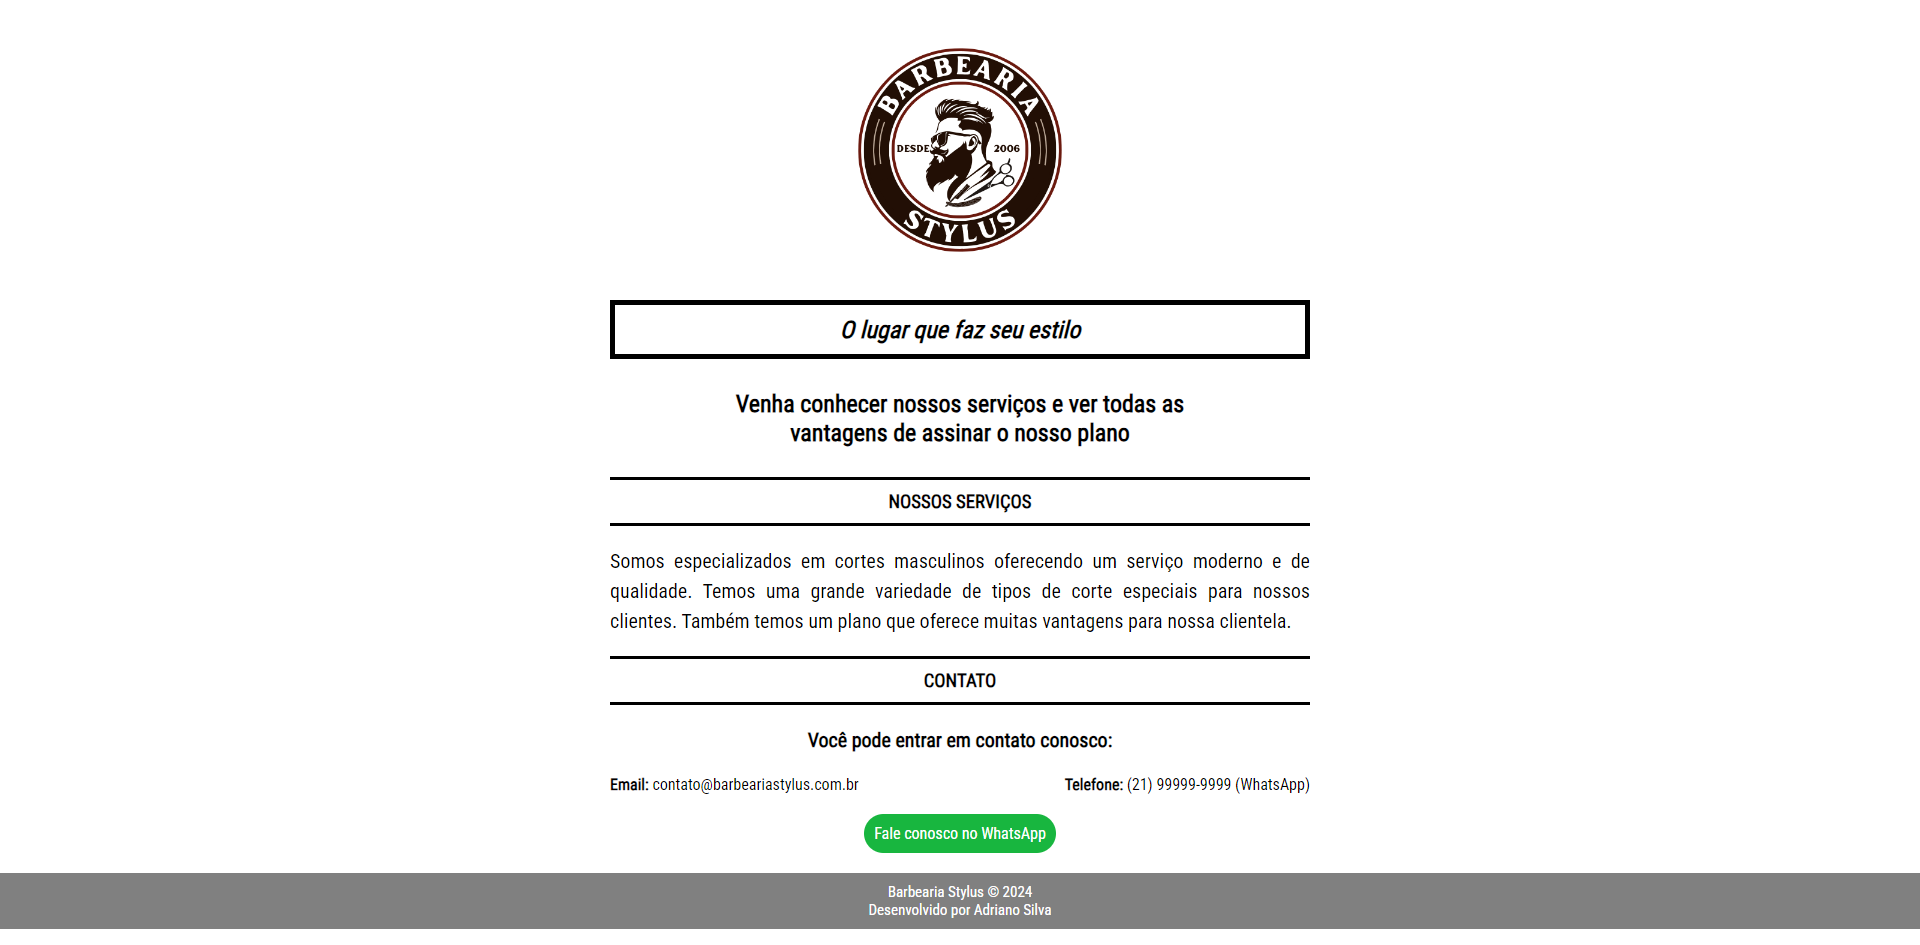 BARBEARIA
DESDE 2006
STYLUS
O lugar que faz seu estilo
Venha conhecer nossos serviços e ver todas as
vantagens de assinar o nosso plano
NOSSOS SERVIÇOS
Somos especializados em cortes masculinos oferecendo um serviço moderno e de
qualidade. Temos uma grande variedade de tipos de corte especiais para nossos
clientes. Também temos um plano que oferece muitas vantagens para nossa clientela.
CONTATO
Você pode entrar em contato conosco:
Email: contato@barbeariastylus.com.br
Telefone: (21) 99999-9999 (WhatsApp)
Fale conosco no WhatsApp
Barbearia Stylus © 2024
Desenvolvido por Adriano Silva